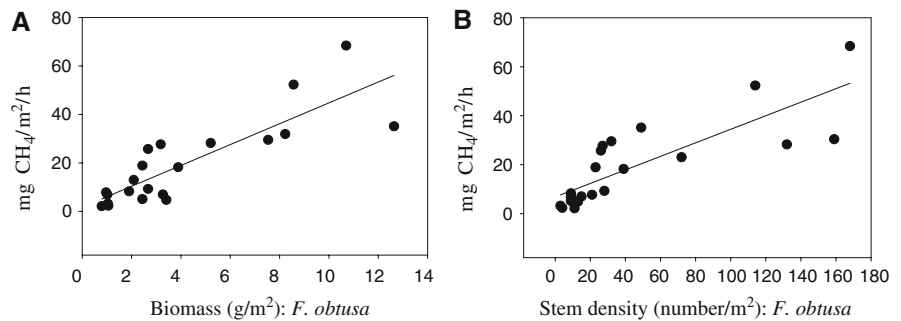 A
80
60
40
20
0
mg CH₄/m²/h
0 2 4 6 8 10 12 14
Biomass (g/m²): F. obtusa
B
80
60
40
20
0
mg CH₄/m²/h
0 20 40 60 80 100 120 140 160 180
Stem density (number/m²): F. obtusa